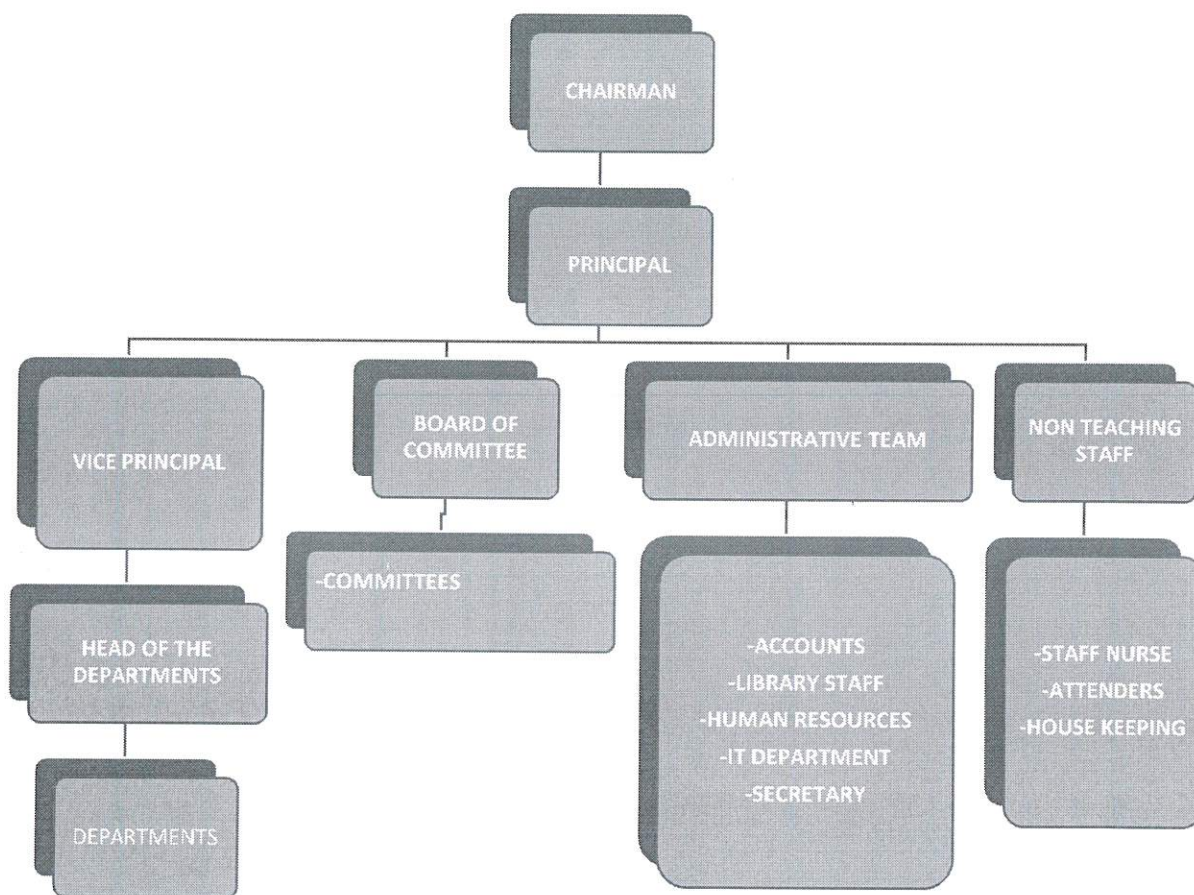 CHAIRMAN
PRINCIPAL
VICE PRINCIPAL
BOARD OF
COMMITTEE
ADMINISTRATIVE TEAM
NON TEACHING
STAFF
HEAD OF THE
DEPARTMENTS
-COMMITTEES
-ACCOUNTS
-LIBRARY STAFF
-HUMAN RESOURCES
-IT DEPARTMENT
-SECRETARY
-STAFF NURSE
-ATTENDERS
-HOUSE KEEPING
DEPARTMENTS